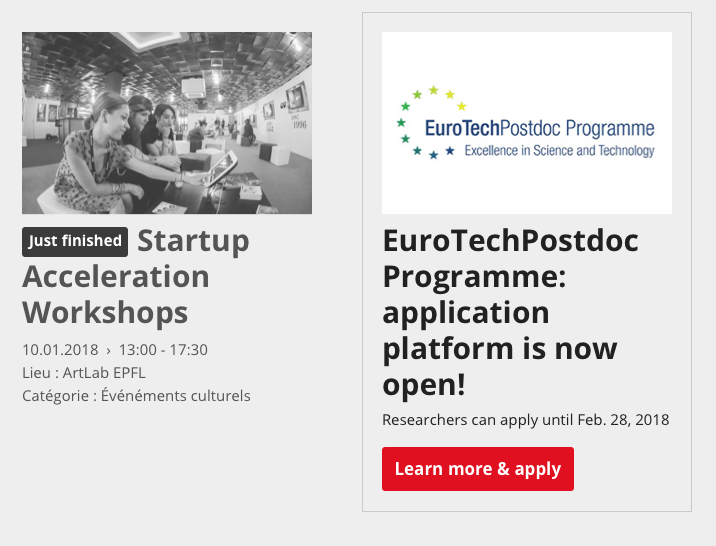 1996
Just finished Startup
Acceleration
Workshops
10.01.2018 › 13:00 - 17:30
Lieu : ArtLab EPFL
Catégorie : Événéments culturels
EuroTechPostdoc Programme
Excellence in Science and Technology
EuroTechPostdoc
Programme:
application
platform is now
open!
Researchers can apply until Feb. 28, 2018
Learn more & apply